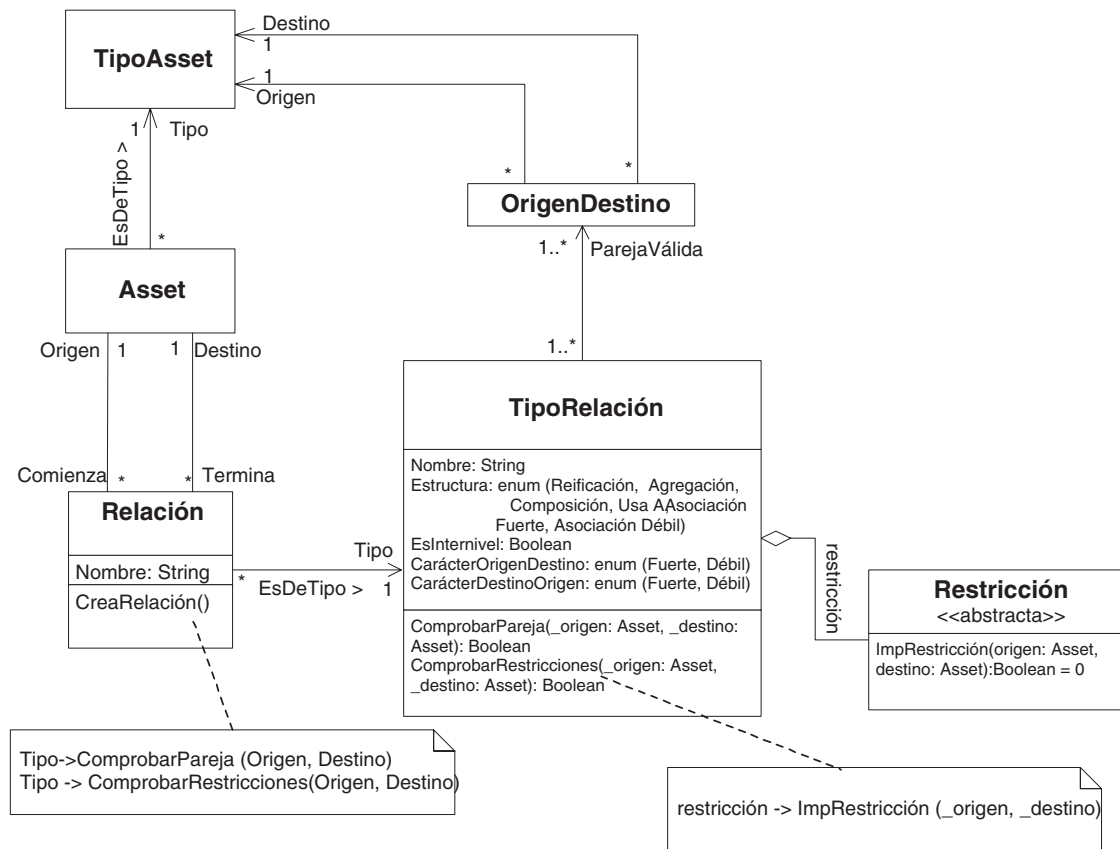 Destino
1
TipoAsset
1
Origen
1
Tipo
EsDeTipo >
*
*
*
OrigenDestino
1..*
ParejaVálida
Asset
Origen
1
1
Destino
1..*
TipoRelación
Nombre: String
Estructura: enum (Reificación, Agregación,
Composición, Usa AAsociación
Fuerte, Asociación Débil)
EsInternivel: Boolean
CarácterOrigenDestino: enum (Fuerte, Débil)
CarácterDestinoOrigen: enum (Fuerte, Débil)
ComprobarPareja(_origen: Asset, _destino:
Asset): Boolean
ComprobarRestricciones(_origen: Asset,
_destino: Asset): Boolean
Comienza
*
*
Termina
Relación
Nombre: String
CreaRelación()
*
Tipo
EsDeTipo >
1
restricción
Restricción
<<abstracta>>
ImpRestricción(origen: Asset,
destino: Asset):Boolean = 0
Tipo->ComprobarPareja (Origen, Destino)
Tipo -> ComprobarRestricciones(Origen, Destino)
restricción -> ImpRestricción (_origen, _destino)